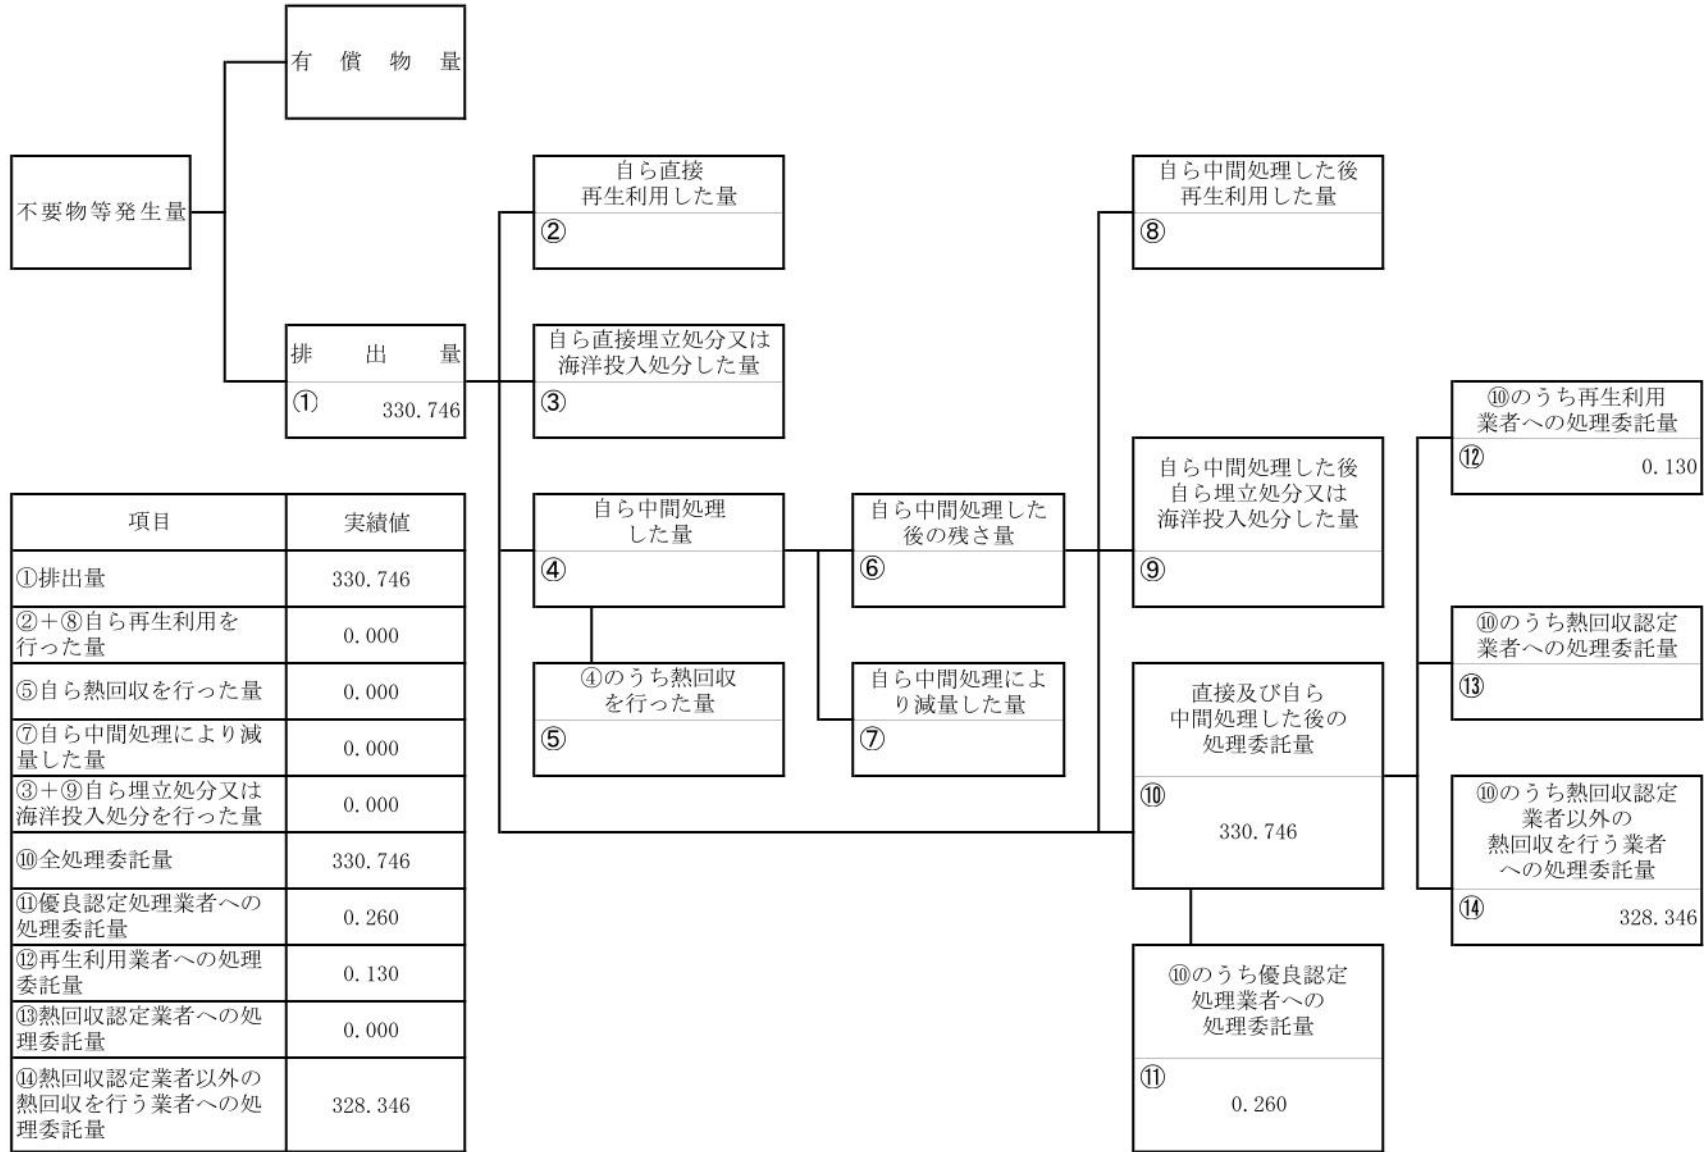 有償物量
不要物等発生量
排出量
① 330.746
自ら直接
再生利用した量
②
自ら直接埋立処分又は
海洋投入処分した量
③
自ら中間処理
した量
④
④のうち熱回収
を行った量
⑤
自ら中間処理した
後の残さ量
⑥
自ら中間処理によ
り減量した量
⑦
自ら中間処理した後
再生利用した量
⑧
自ら中間処理した後
自ら埋立処分又は
海洋投入処分した量
⑨
直接及び自ら
中間処理した後の
処理委託量
⑩
330.746
⑩のうち優良認定
処理業者への
処理委託量
⑪
0.260
⑩のうち再生利用
業者への処理委託量
⑫
0.130
⑩のうち熱回収認定
業者への処理委託量
⑬
⑩のうち熱回収認定
業者以外の
熱回収を行う業者
への処理委託量
⑭
328.346
項目 実績値
①排出量 330.746
②＋⑧自ら再生利用を
行った量 0.000
⑤自ら熱回収を行った量 0.000
⑦自ら中間処理により減
量した量 0.000
③＋⑨自ら埋立処分又は
海洋投入処分を行った量 0.000
⑩全処理委託量 330.746
⑪優良認定処理業者への
処理委託量 0.260
⑫再生利用業者への処理
委託量 0.130
⑬熱回収認定業者への処
理委託量 0.000
⑭熱回収認定業者以外の
熱回収を行う業者への処
理委託量 328.346